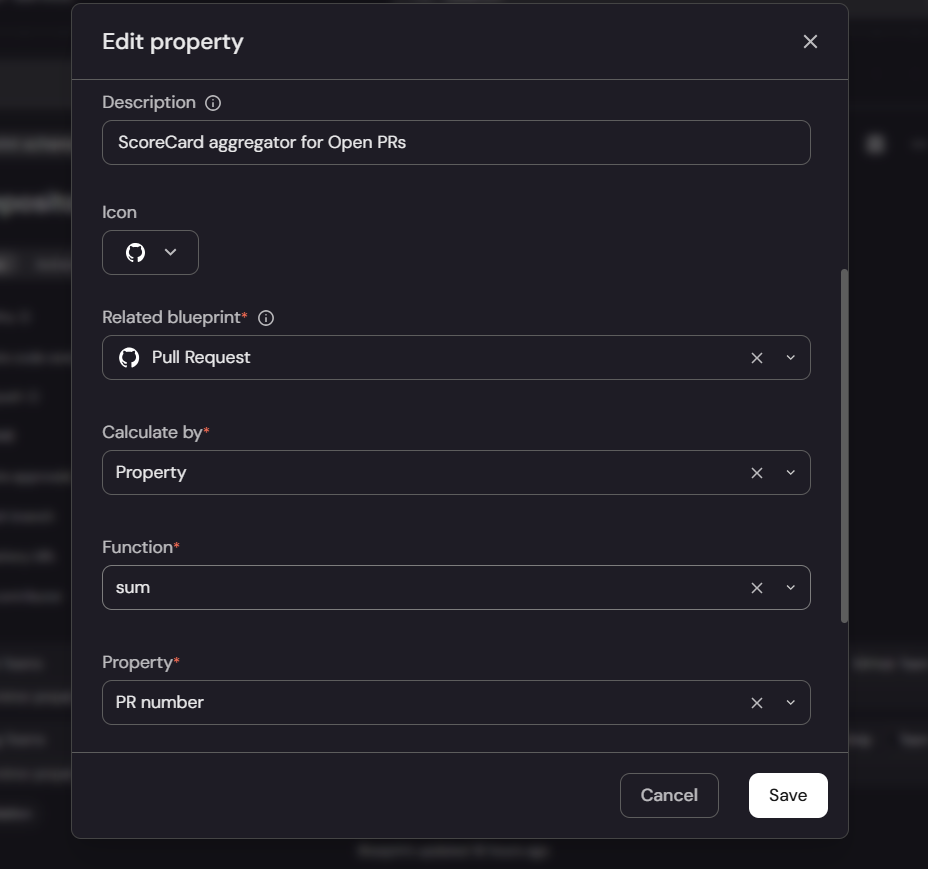 Edit property
Description
ScoreCard aggregator for Open PRs
Icon
Related blueprint*
Pull Request
Calculate by*
Property
Function*
sum
Property*
PR number
Cancel
Save